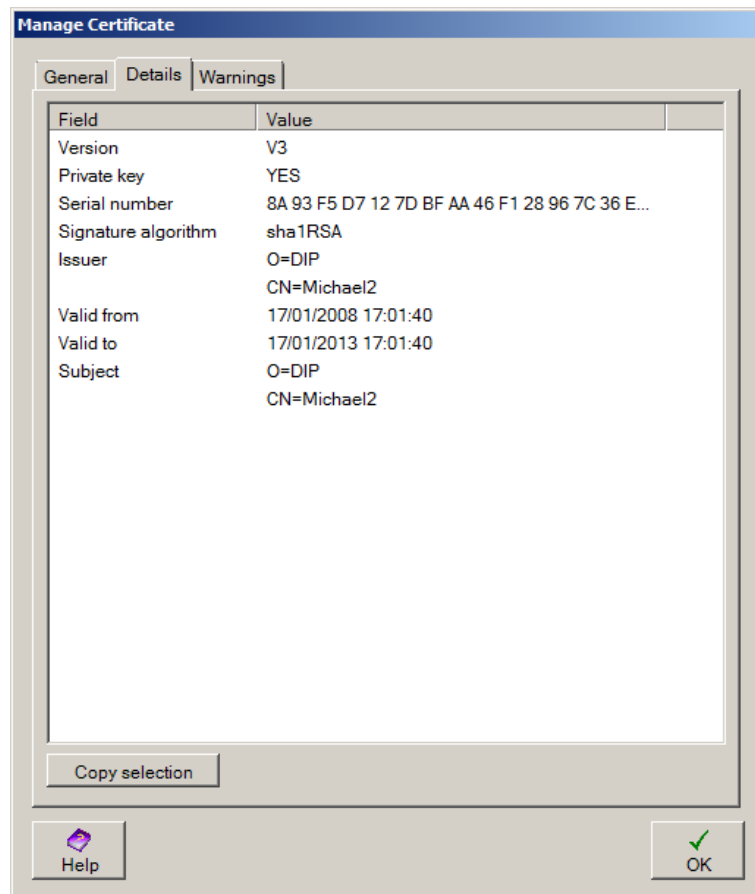 Manage Certificate
General Details Warnings
Field Value
Version V3
Private key YES
Serial number 8A 93 F5 D7 12 7D BF AA 46 F1 28 96 7C 36 E...
Signature algorithm sha1RSA
Issuer O=DIP
CN=Michael2
Valid from 17/01/2008 17:01:40
Valid to 17/01/2013 17:01:40
Subject O=DIP
CN=Michael2
Copy selection
Help OK